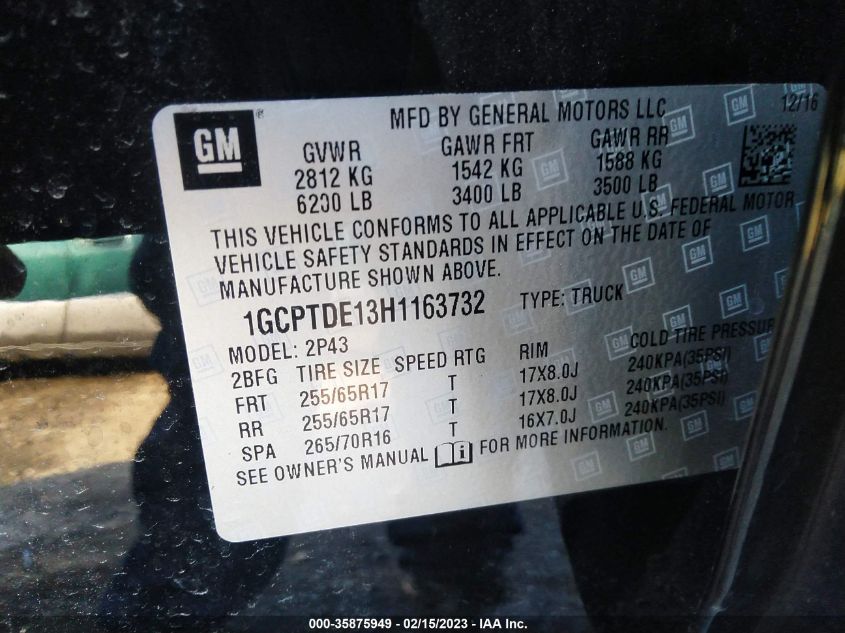 GM ®
MFD BY GENERAL MOTORS LLC
12/16
GVWR GAWR FRT GAWR RR
2812 KG 1542 KG 1588 KG
6200 LB 3400 LB 3500 LB
THIS VEHICLE CONFORMS TO ALL APPLICABLE U.S. FEDERAL MOTOR
VEHICLE SAFETY STANDARDS IN EFFECT ON THE DATE OF
MANUFACTURE SHOWN ABOVE.
1GCPTDE13H1163732 TYPE: TRUCK
MODEL: 2P43
2BFG TIRE SIZE SPEED RTG RIM COLD TIRE PRESSURE
FRT 255/65R17 T 17X8.0J 240KPA(35PSI)
RR 255/65R17 T 17X8.0J 240KPA(35PSI)
SPA 265/70R16 T 16X7.0J 240KPA(35PSI)
SEE OWNER'S MANUAL FOR MORE INFORMATION.
000-35875949 - 02/15/2023 - IAA Inc.